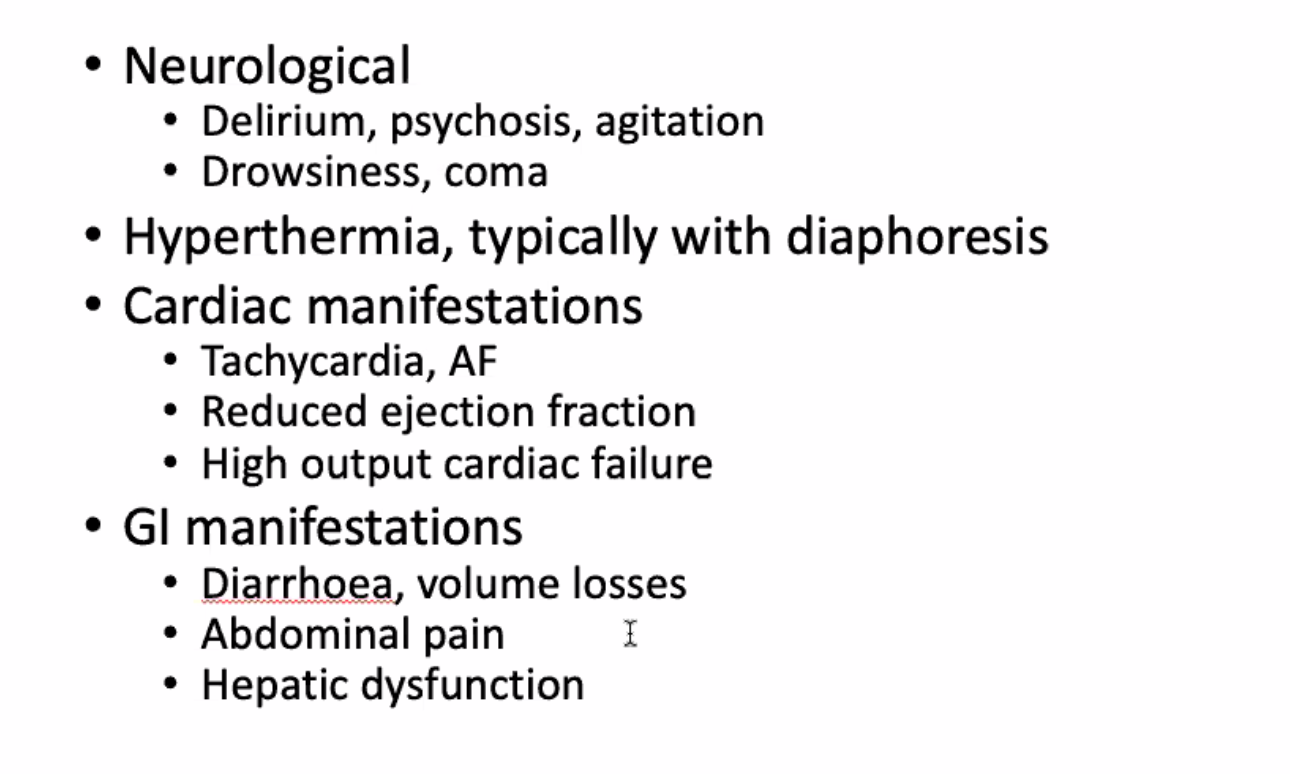 • Neurological
• Delirium, psychosis, agitation
• Drowsiness, coma
• Hyperthermia, typically with diaphoresis
• Cardiac manifestations
• Tachycardia, AF
• Reduced ejection fraction
• High output cardiac failure
• GI manifestations
• Diarrhoea, volume losses
• Abdominal pain
• Hepatic dysfunction